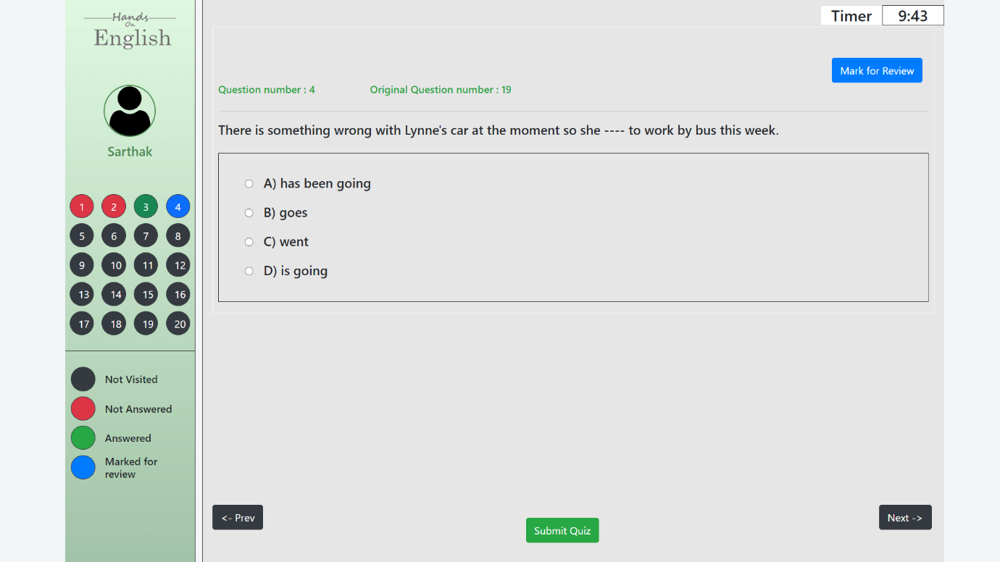 Hands
On
English
Sarthak
1 2 3 4
5 6 7 8
9 10 11 12
13 14 15 16
17 18 19 20
Not Visited
Not Answered
Answered
Marked for
review
Timer 9:43
Mark for Review
Question number : 4 Original Question number : 19
There is something wrong with Lynne's car at the moment so she ---- to work by bus this week.
A) has been going
B) goes
C) went
D) is going
<- Prev
Submit Quiz
Next ->